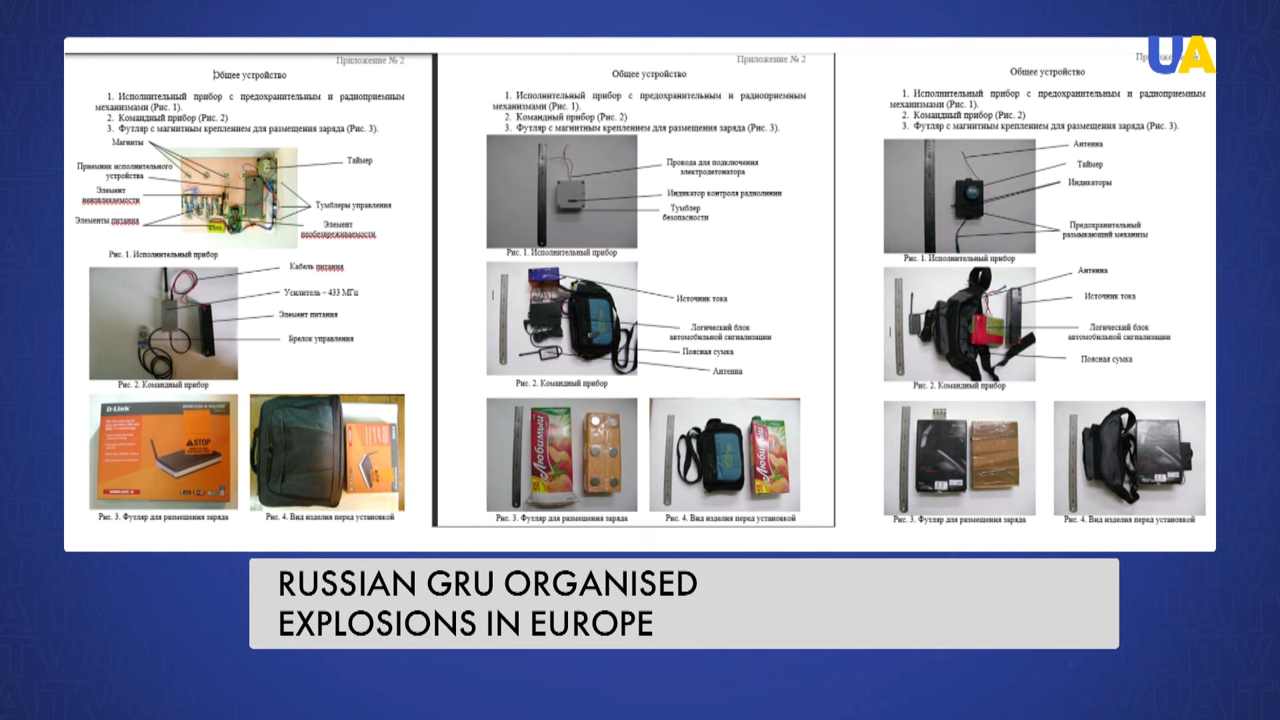 Приложение № 2
Общее устройство
1. Исполнительный прибор с предохранительным и радиоприемным
механизмами (Рис. 1).
2. Командный прибор (Рис. 2)
3. Футляр с магнитным креплением для размещения заряда (Рис. 3).
Магниты
Таймер
Приемник исполнительного
устройства
Элемент
неизвлекаемости
Тумблеры управления
Элементы питания
Элемент
необезвреживаемости
Рис. 1. Исполнительный прибор
Кабель питания
Усилитель – 433 МГц
Элемент питания
Брелок управления
Рис. 2. Командный прибор
D-Link
STOP
Рис. 3. Футляр для размещения заряда
Рис. 4. Вид изделия перед установкой
Приложение № 2
Общее устройство
1. Исполнительный прибор с предохранительным и радиоприемным
механизмами (Рис. 1).
2. Командный прибор (Рис. 2)
3. Футляр с магнитным креплением для размещения заряда (Рис. 3).
Провода для подключения
электродетонатора
Индикатор контроля радиолинии
Тумблер
безопасности
Рис. 1. Исполнительный прибор
Источник тока
Логический блок
автомобильной сигнализации
Поясная сумка
Антенна
Рис. 2. Командный прибор
Любимый
Любимый
Рис. 3. Футляр для размещения заряда
Рис. 4. Вид изделия перед установкой
UA
Общее устройство
1. Исполнительный прибор с предохранительным и радиоприемным
механизмами (Рис. 1).
2. Командный прибор (Рис. 2)
3. Футляр с магнитным креплением для размещения заряда (Рис. 3).
Антенна
Таймер
Индикаторы
Предохранительный
размыкающий механизм
Рис. 1. Исполнительный прибор
Антенна
Источник тока
Логический блок
автомобильной сигнализации
Поясная сумка
Рис. 2. Командный прибор
Рис. 3. Футляр для размещения заряда
Рис. 4. Вид изделия перед установкой
RUSSIAN GRU ORGANISED
EXPLOSIONS IN EUROPE